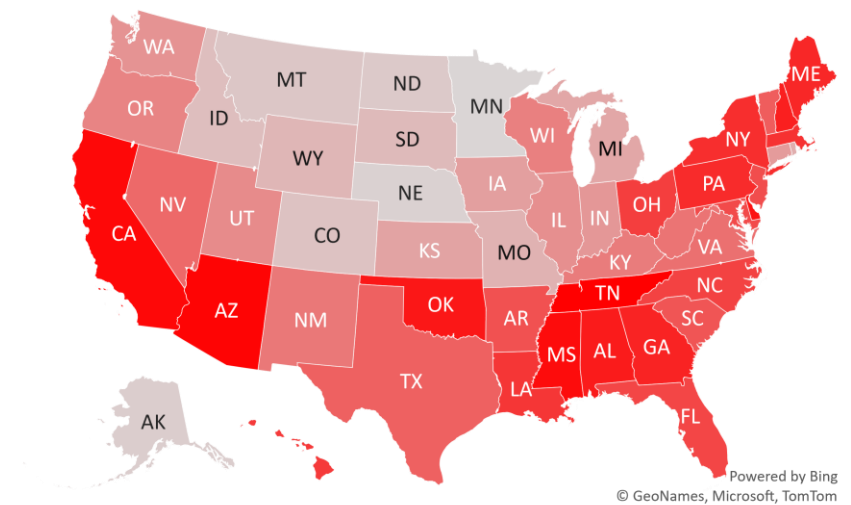 WA
MT
ND
MN
ME
OR
ID
SD
WI
MI
NY
WY
IA
PA
NE
NV
UT
CO
IL
IN
OH
CA
KS
MO
KY
VA
AZ
NM
OK
TN
NC
AR
SC
TX
MS
AL
GA
LA
AK
FL
Powered by Bing
© GeoNames, Microsoft, TomTom